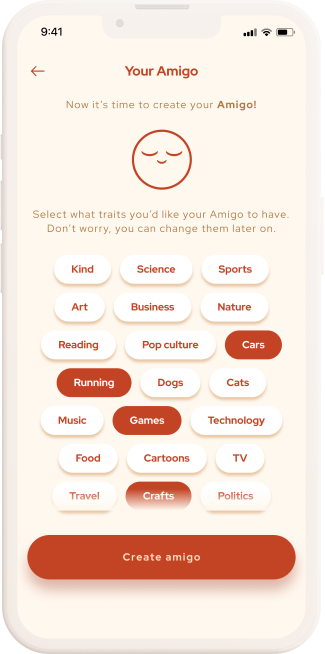 9:41
Your Amigo
Now it's time to create your Amigo!
Select what traits you'd like your Amigo to have.
Don't worry, you can change them later on.
Kind Science Sports
Art Business Nature
Reading Pop culture Cars
Running Dogs Cats
Music Games Technology
Food Cartoons TV
Travel Crafts Politics
Create amigo